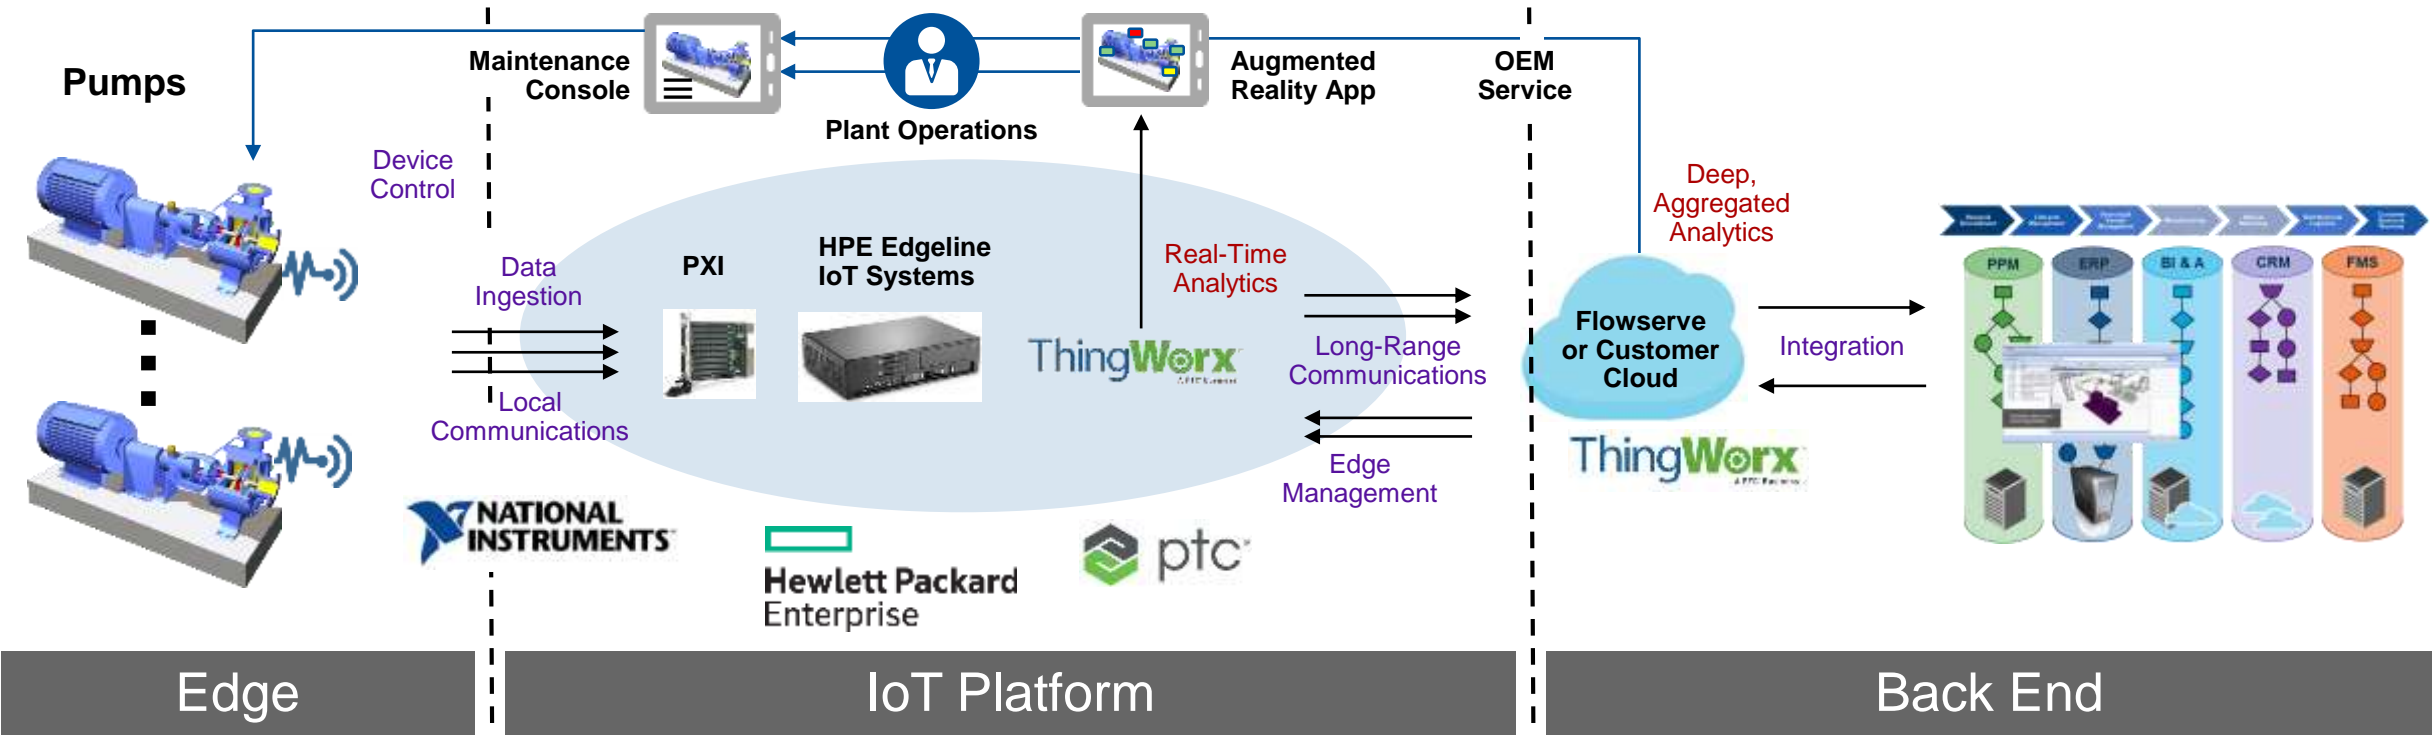 Pumps
Maintenance
Console
Plant Operations
Augmented
Reality App
OEM
Service
Device
Control
Data
Ingestion
Local
Communications
PXI
HPE Edgeline
IoT Systems
ThingWorx
Real-Time
Analytics
Long-Range
Communications
Edge
Management
Deep,
Aggregated
Analytics
Flowserve
or Customer
Cloud
ThingWorx
Integration
PPM
ERP
BI & A
CRM
FMS
NATIONAL
INSTRUMENTS
Hewlett Packard
Enterprise
ptc
Edge
IoT Platform
Back End